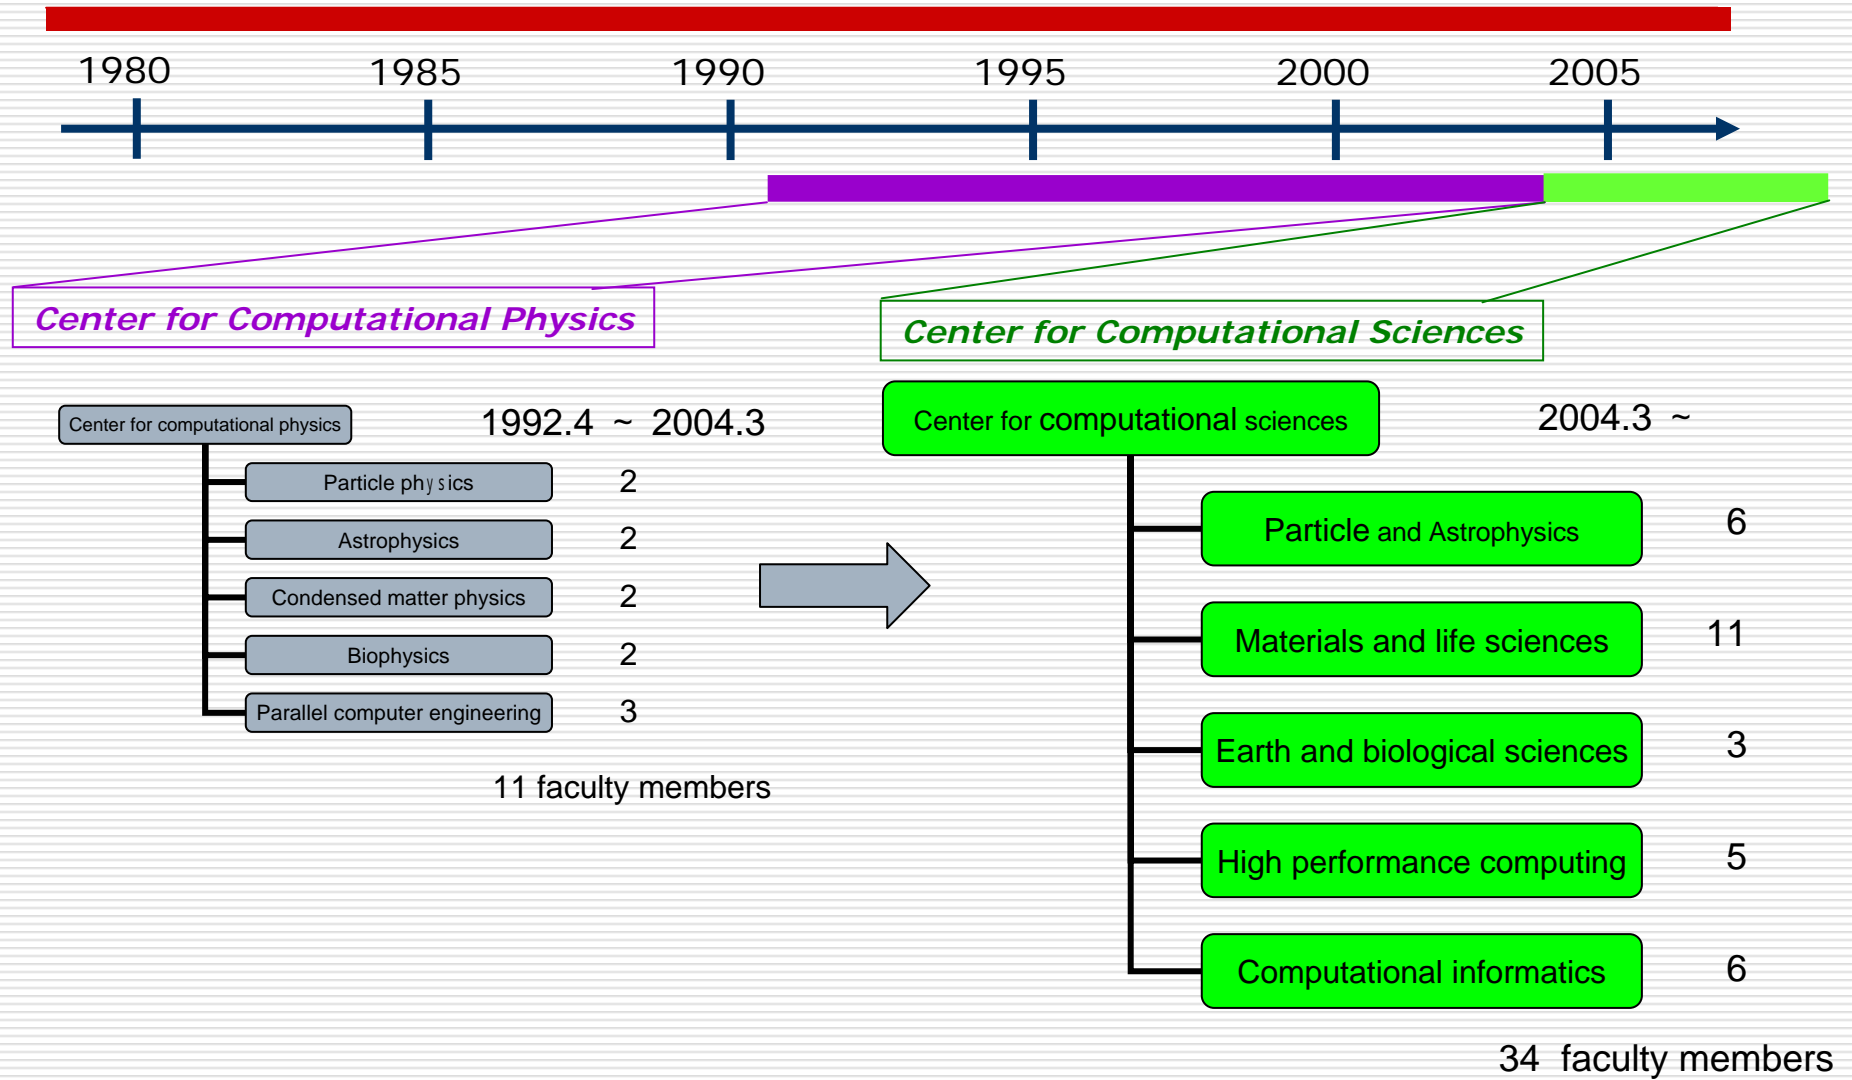 1980 1985 1990 1995 2000 2005
Center for Computational Physics
Center for Computational Sciences
Center for computational physics
1992.4 ~ 2004.3
Particle physics 2
Astrophysics 2
Condensed matter physics 2
Biophysics 2
Parallel computer engineering 3
11 faculty members
Center for computational sciences
2004.3 ~
Particle and Astrophysics 6
Materials and life sciences 11
Earth and biological sciences 3
High performance computing 5
Computational informatics 6
34 faculty members